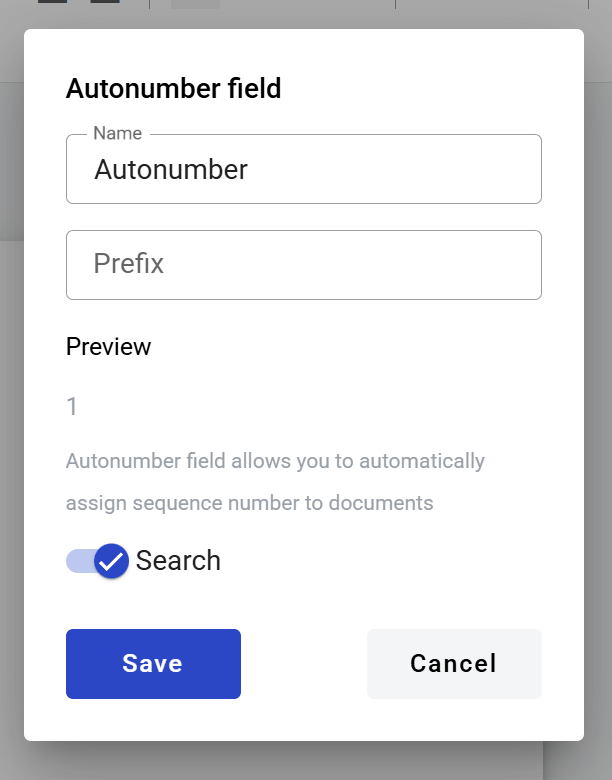 Autonumber field
Name
Autonumber
Prefix
Preview
1
Autonumber field allows you to automatically
assign sequence number to documents
Search
Save
Cancel